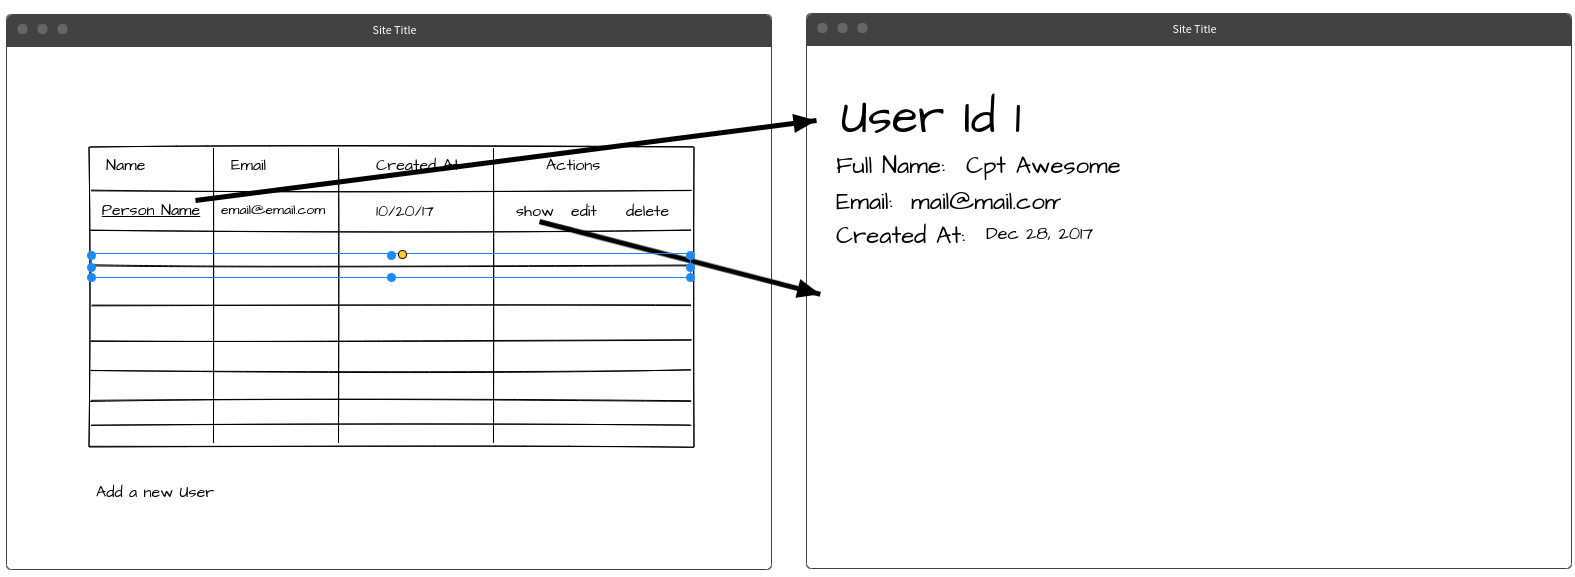 Site Title
Name Email Created At Actions
Person Name email@email.com 10/20/17 show edit delete
Add a new User
Site Title
User Id 1
Full Name: Cpt Awesome
Email: mail@mail.com
Created At: Dec 28, 2017